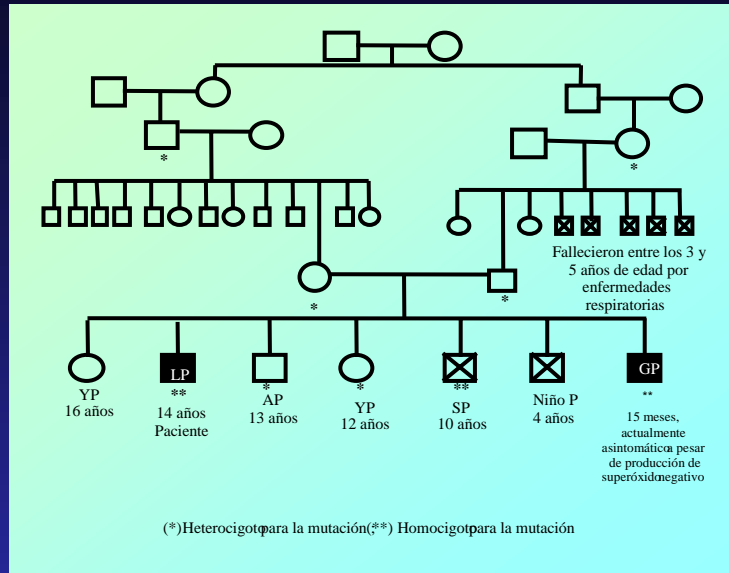 *
*
Fallecieron entre los 3 y
5 años de edad por
enfermedades
respiratorias
*
*
YP
16 años
LP
**
14 años
Paciente
*
AP
13 años
*
YP
12 años
**
SP
10 años
Niño P
4 años
GP
**
15 meses,
actualmente
asintomáticoa pesar
de producción de
superóxidonegativo
(*)Heterocigotopara la mutación(;**) Homocigotopara la mutación